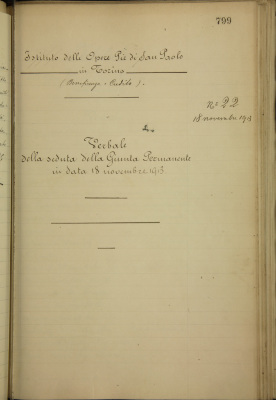 799
Istituto delle Opere Pie di San Paolo
in Torino
(Beneficenza e Credito).
Nº 22
18 novembre 1913
Verbale
della seduta della Giunta Permanente
in data 18 novembre 1913